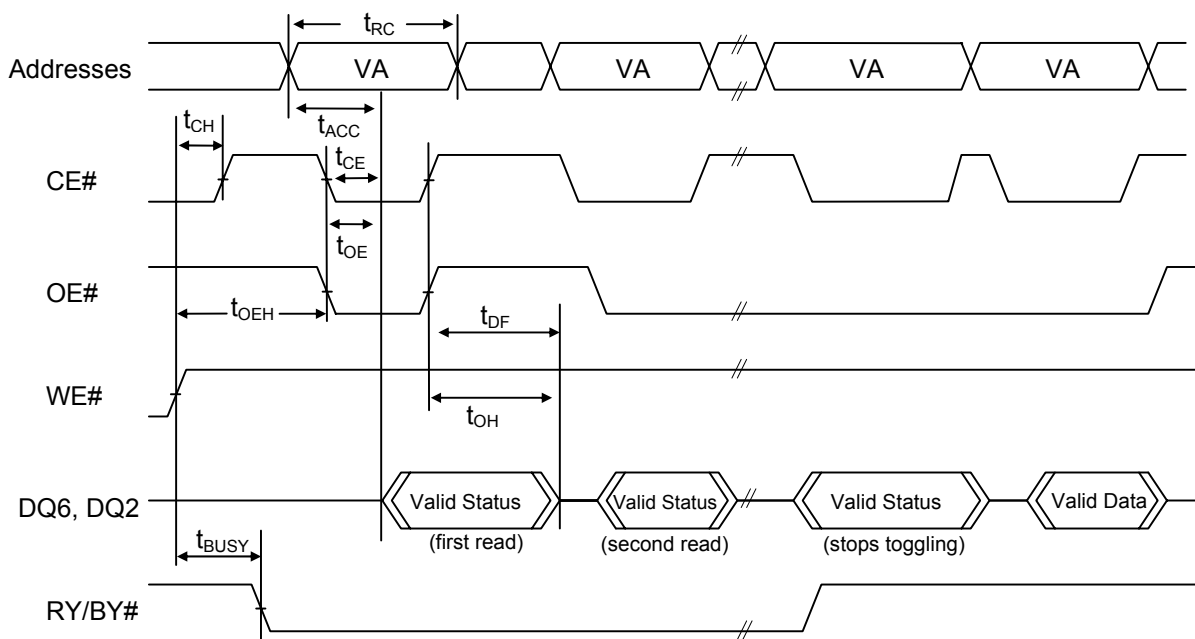 tRC
Addresses VA VA VA VA
tCH tACC
tCE
CE#
tOE
OE#
tOEH tDF
WE#
tOH
DQ6, DQ2 Valid Status Valid Status Valid Status Valid Data
(first read) (second read) (stops toggling)
tBUSY
RY/BY#